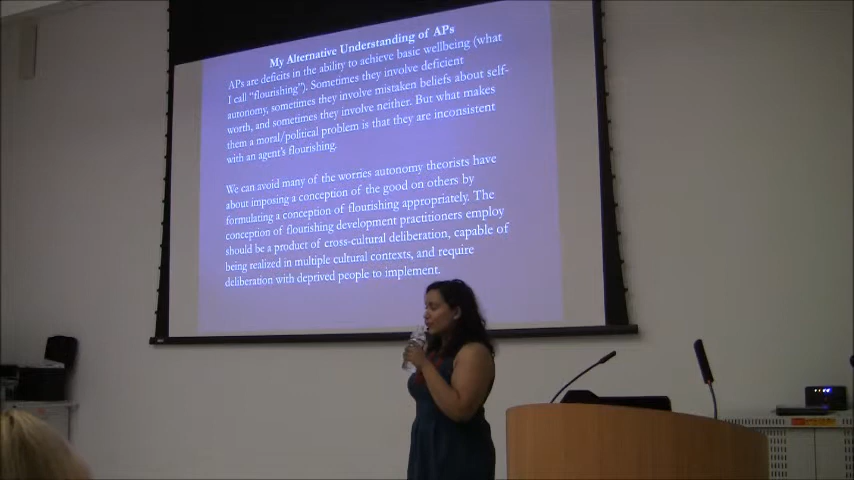 My Alternative Understanding of APs
APs are deficits in the ability to achieve basic wellbeing (what
I call "flourishing"). Sometimes they involve deficient
autonomy, sometimes they involve mistaken beliefs about self-
worth, and sometimes they involve neither. But what makes
them a moral/political problem is that they are inconsistent
with an agent's flourishing.
We can avoid many of the worries autonomy theorists have
about imposing a conception of the good on others by
formulating a conception of flourishing appropriately. The
conception of flourishing development practitioners employ
should be a product of cross-cultural deliberation, capable of
being realized in multiple cultural contexts, and require
deliberation with deprived people to implement.